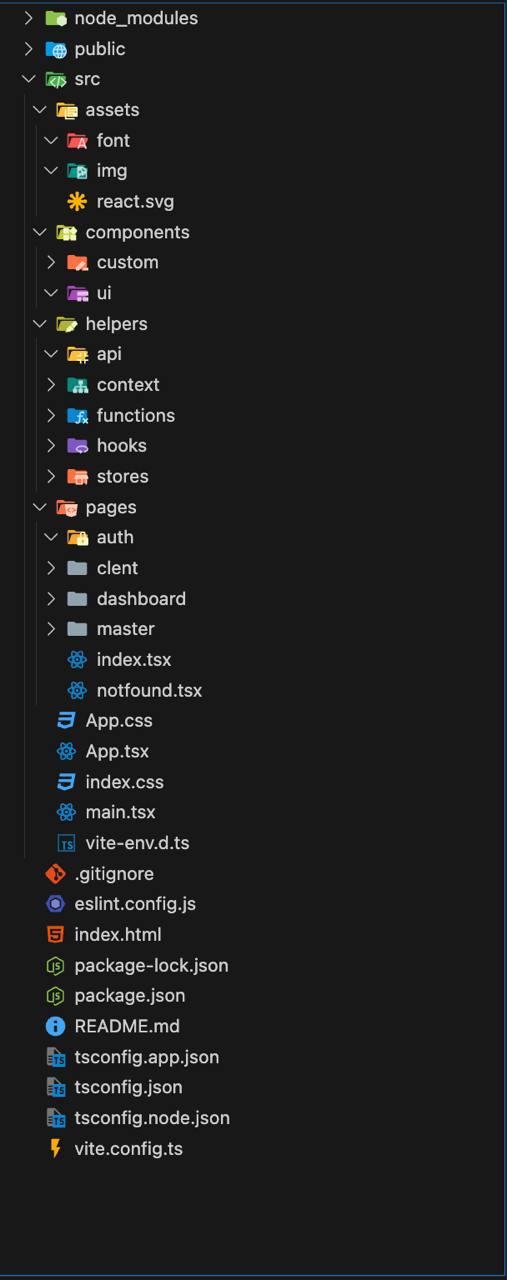 node_modules
public
src
assets
font
img
react.svg
components
custom
ui
helpers
api
context
functions
hooks
stores
pages
auth
clent
dashboard
master
index.tsx
notfound.tsx
App.css
App.tsx
index.css
main.tsx
vite-env.d.ts
.gitignore
eslint.config.js
index.html
package-lock.json
package.json
README.md
tsconfig.app.json
tsconfig.json
tsconfig.node.json
vite.config.ts